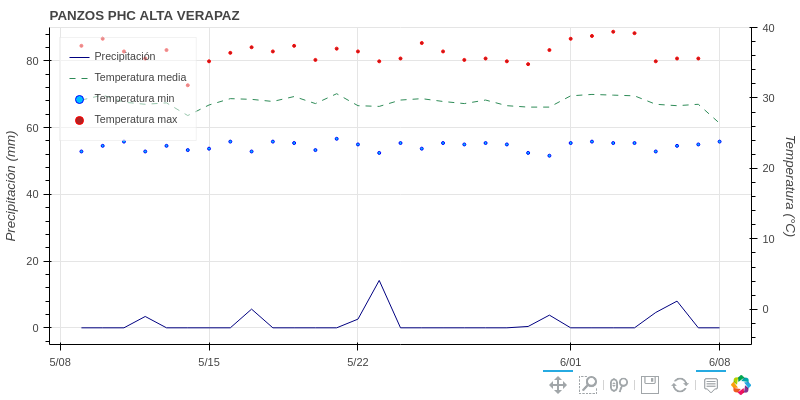 PANZOS PHC ALTA VERAPAZ
Precipitación
Temperatura media
Temperatura min
Temperatura max
Precipitación (mm)
80
60
40
20
0
Temperatura (°C)
40
30
20
10
0
5/08
5/15
5/22
6/01
6/08